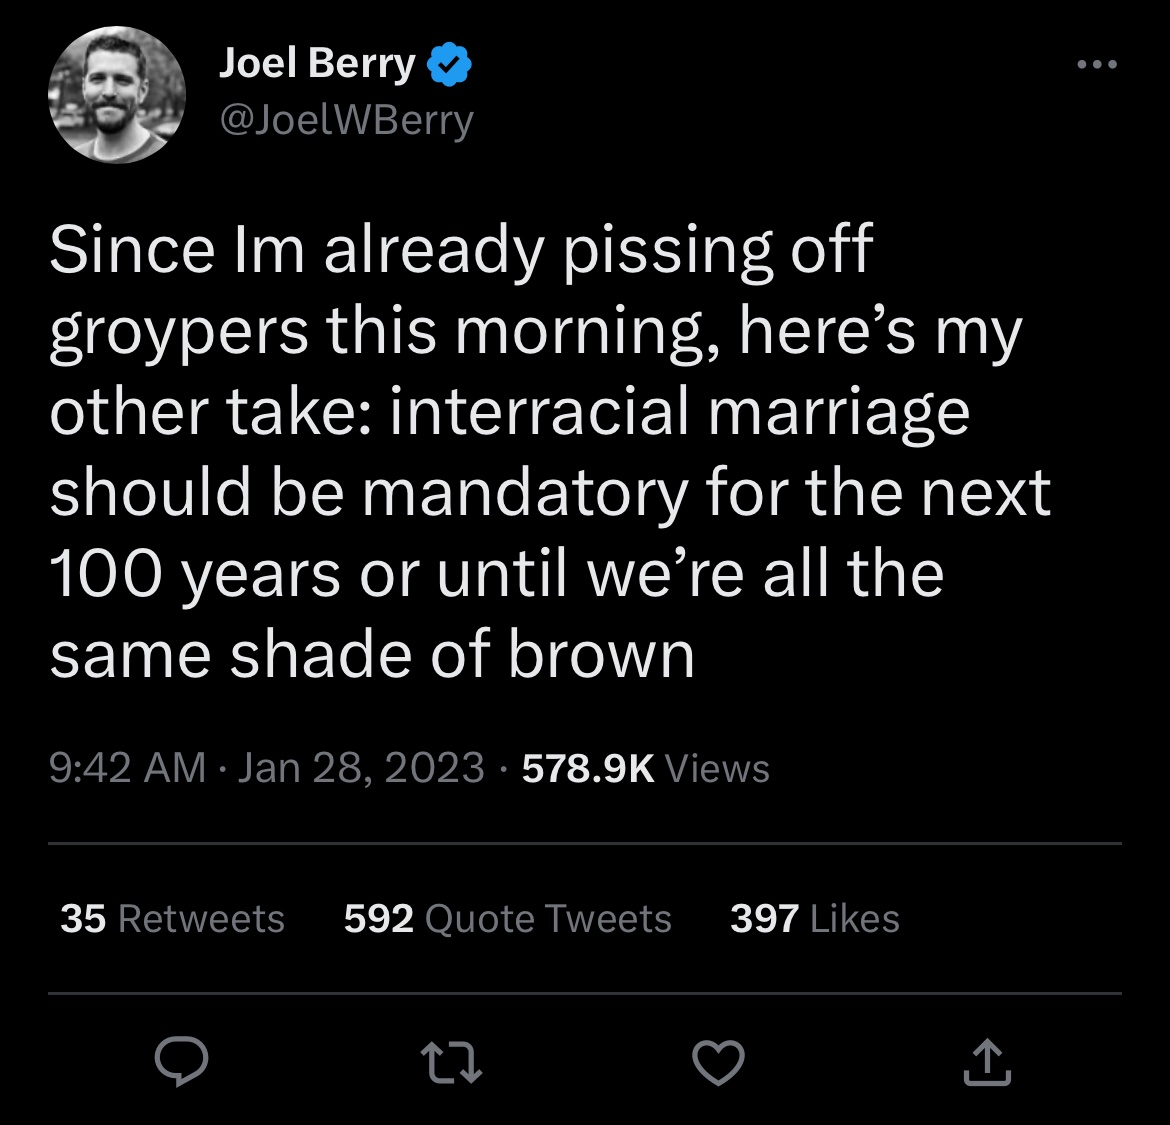 Joel Berry
@JoelWBerry
Since Im already pissing off
groypers this morning, here’s my
other take: interracial marriage
should be mandatory for the next
100 years or until we’re all the
same shade of brown
9:42 AM · Jan 28, 2023 · 578.9K Views
35 Retweets 592 Quote Tweets 397 Likes